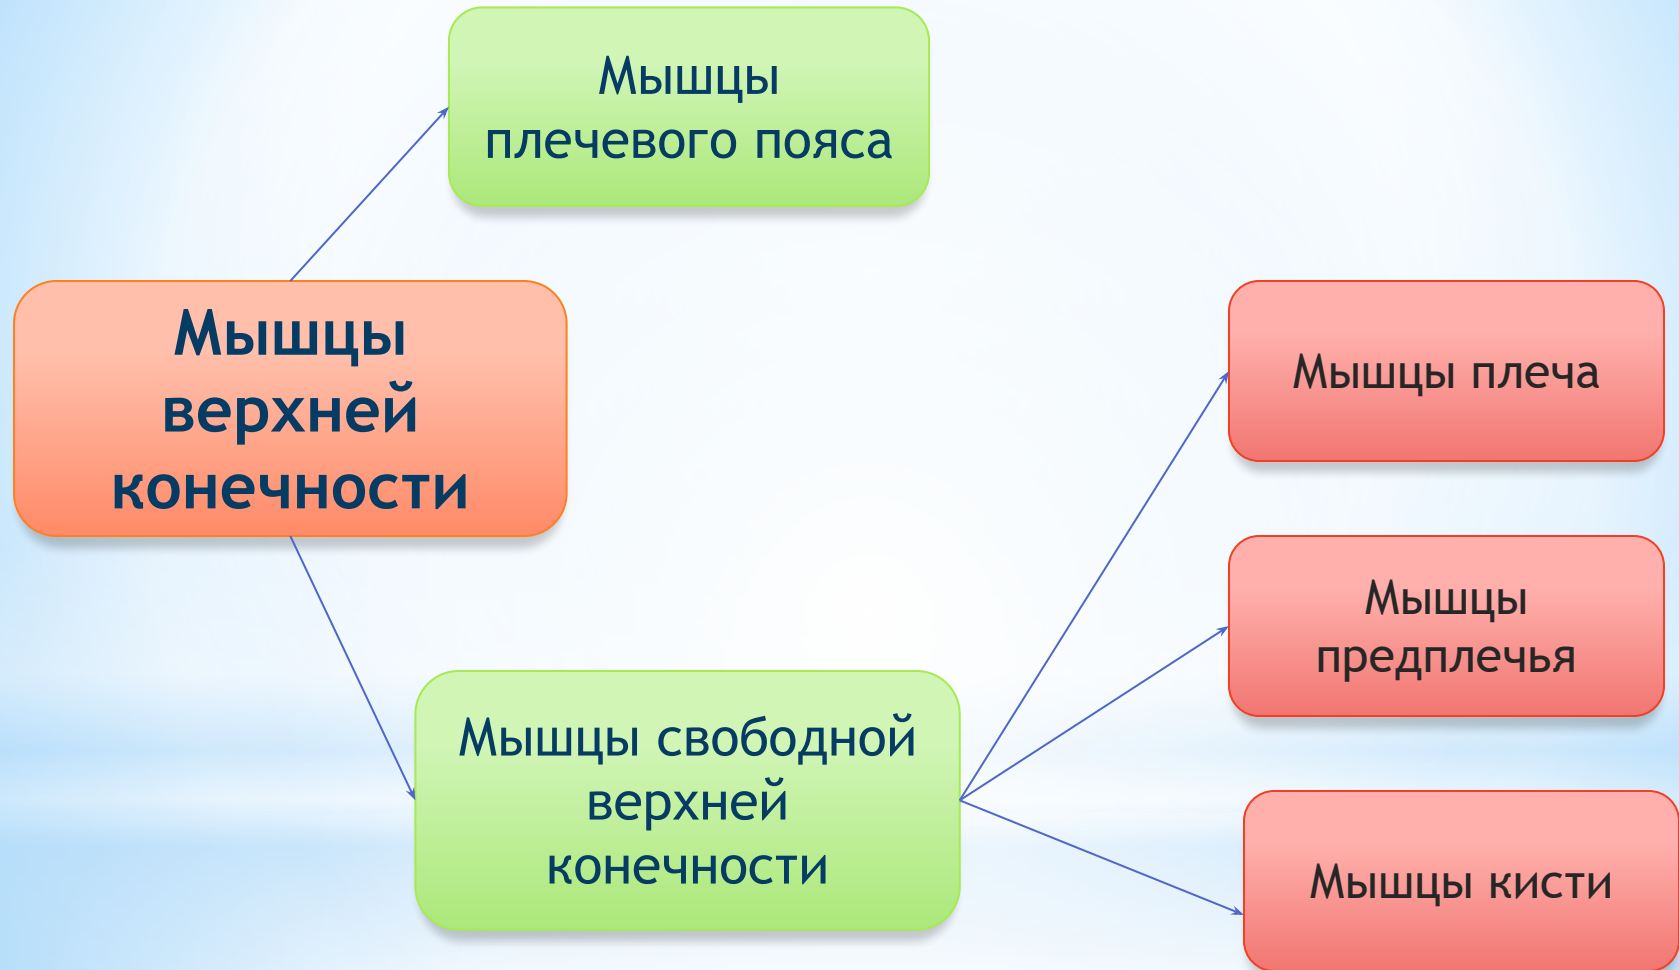 Мышцы
плечевого пояса
Мышцы
верхней
конечности
Мышцы плеча
Мышцы
предплечья
Мышцы свободной
верхней
конечности
Мышцы кисти